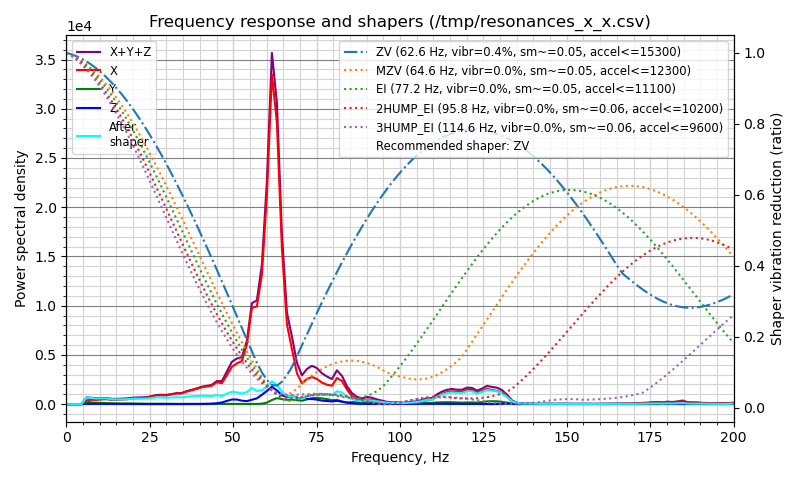 Frequency response and shapers (/tmp/resonances_x_x.csv)
1e4
X+Y+Z
X
Y
Z
After
shaper
ZV (62.6 Hz, vibr=0.4%, sm~=0.05, accel<=15300)
MZV (64.6 Hz, vibr=0.0%, sm~=0.05, accel<=12300)
EI (77.2 Hz, vibr=0.0%, sm~=0.05, accel<=11100)
2HUMP_EI (95.8 Hz, vibr=0.0%, sm~=0.06, accel<=10200)
3HUMP_EI (114.6 Hz, vibr=0.0%, sm~=0.06, accel<=9600)
Recommended shaper: ZV
Power spectral density
3.5
3.0
2.5
2.0
1.5
1.0
0.5
0.0
1.0
0.8
0.6
0.4
0.2
0.0
Shaper vibration reduction (ratio)
0 25 50 75 100 125 150 175 200
Frequency, Hz